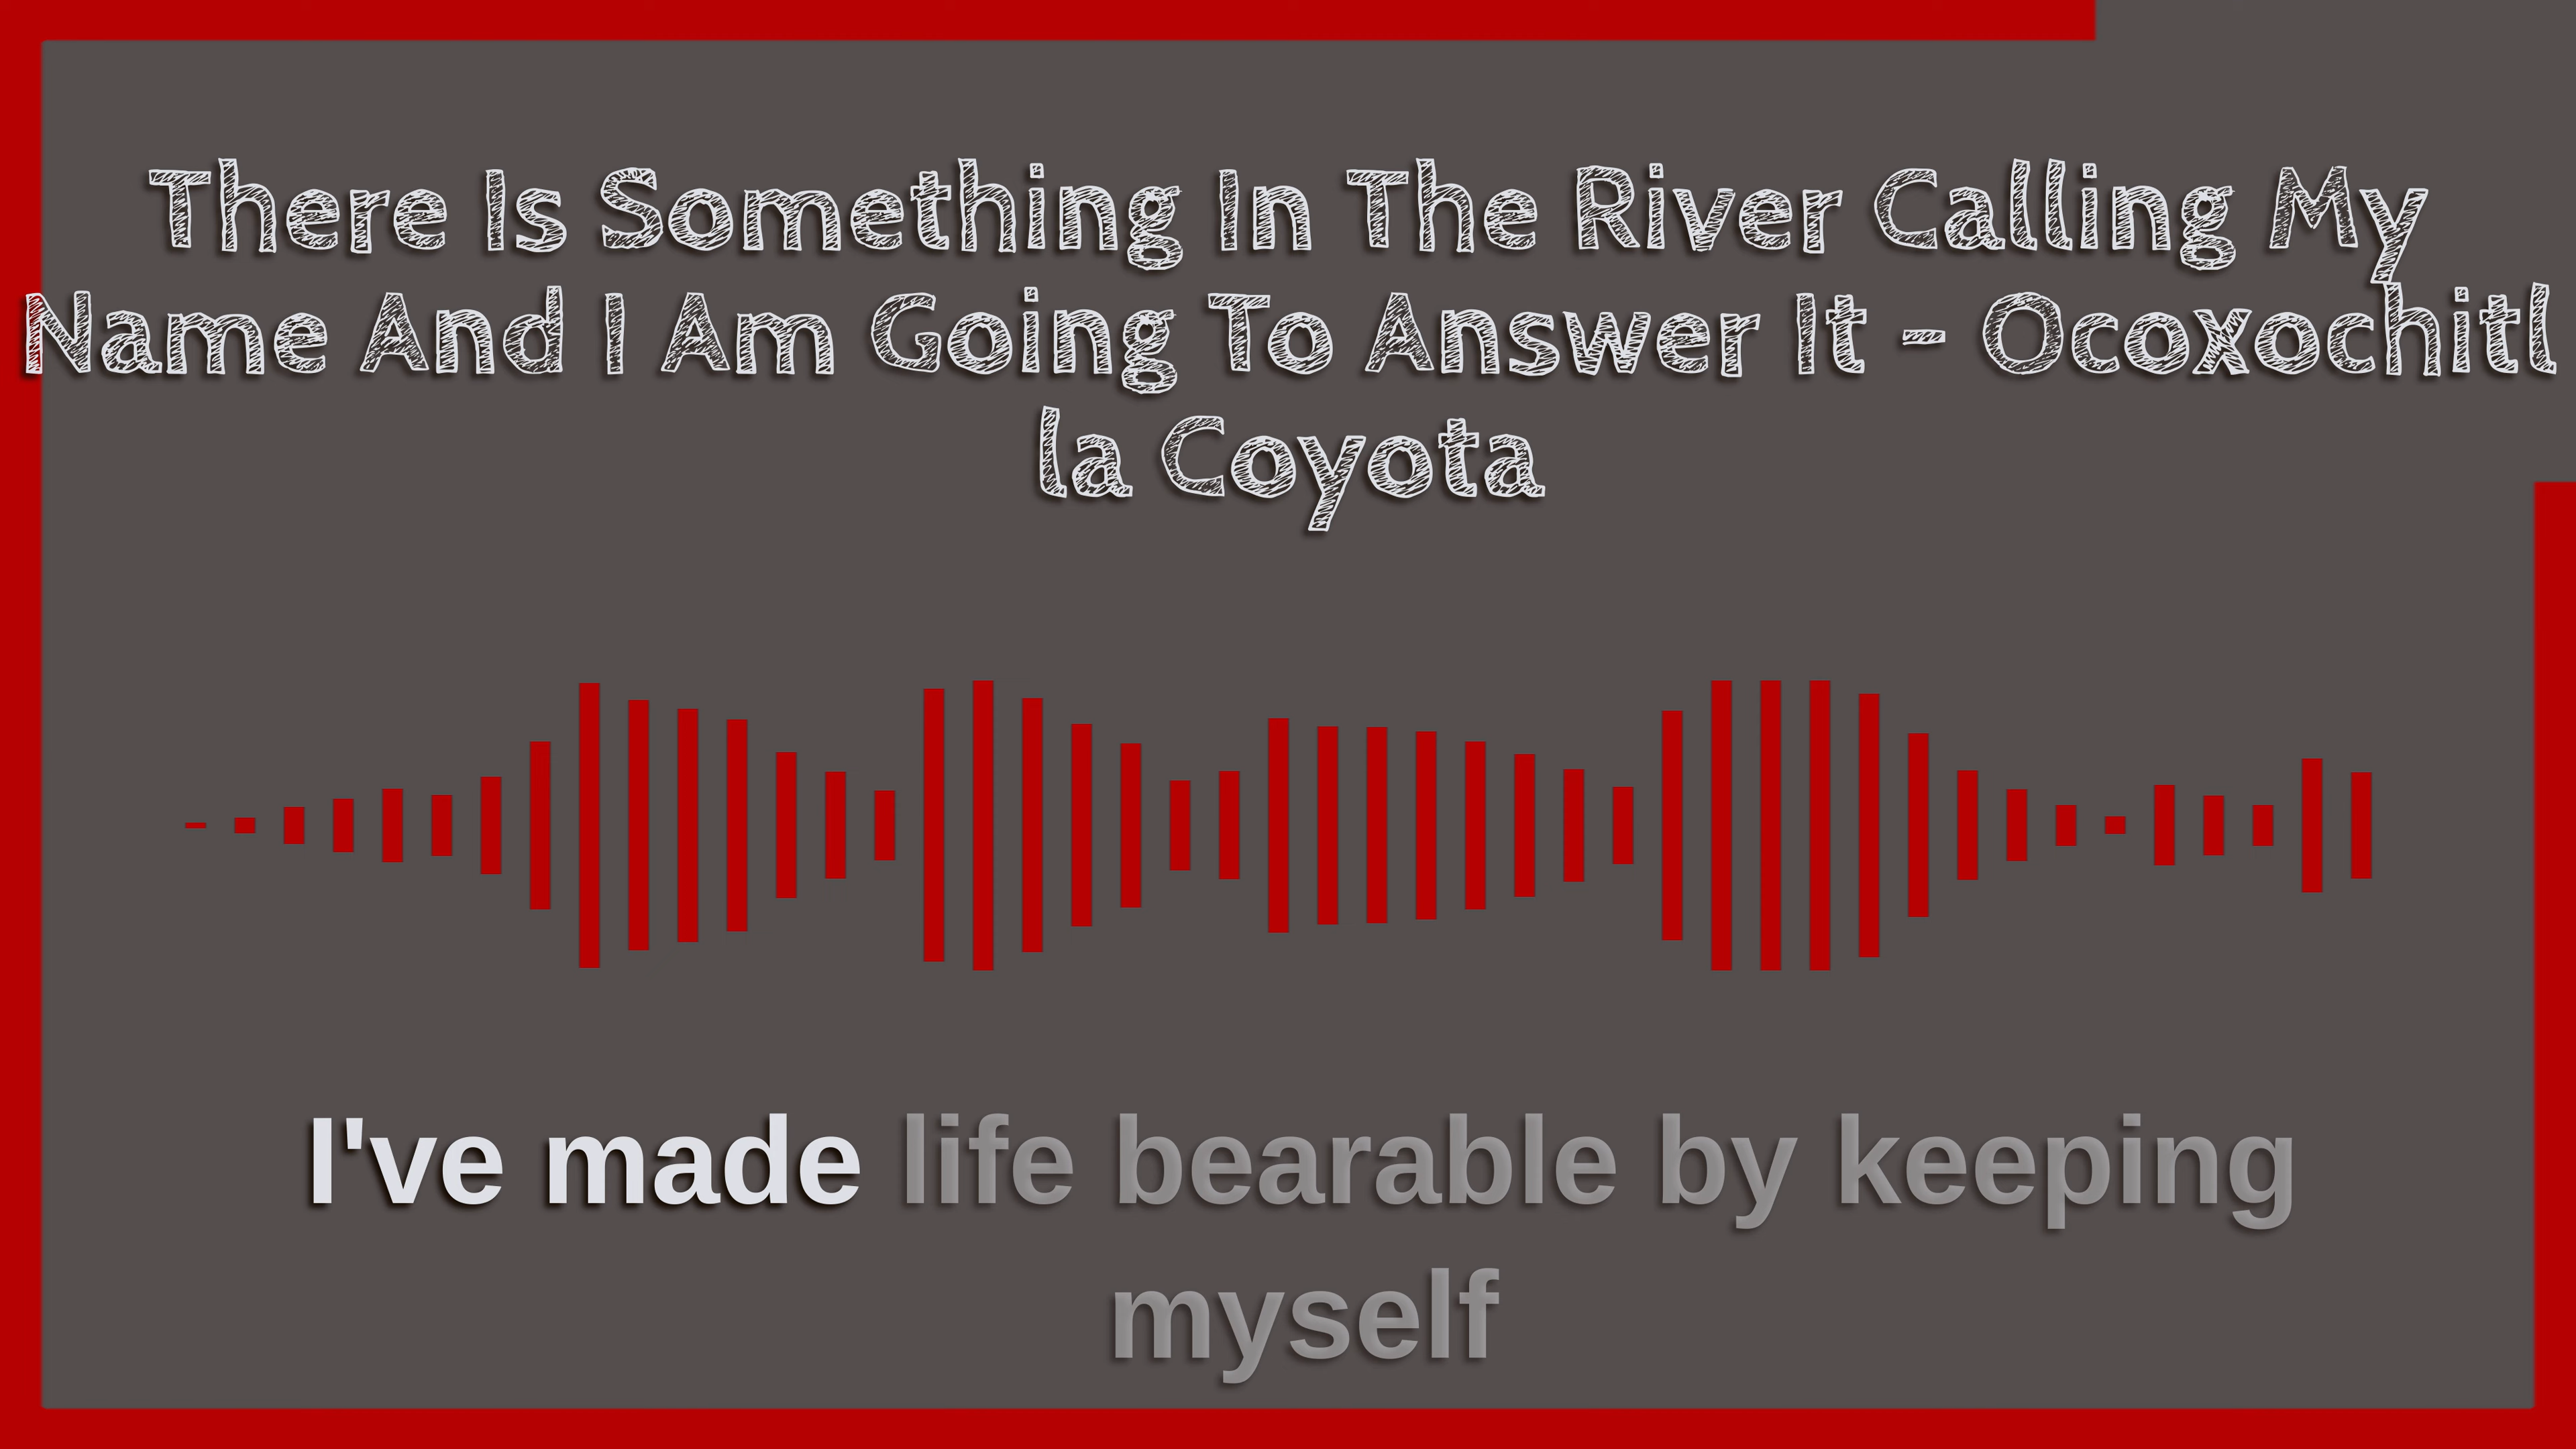 There Is Something In The River Calling My
Name And I Am Going To Answer It - Ocoxochitl
la Coyota
I've made life bearable by keeping
myself